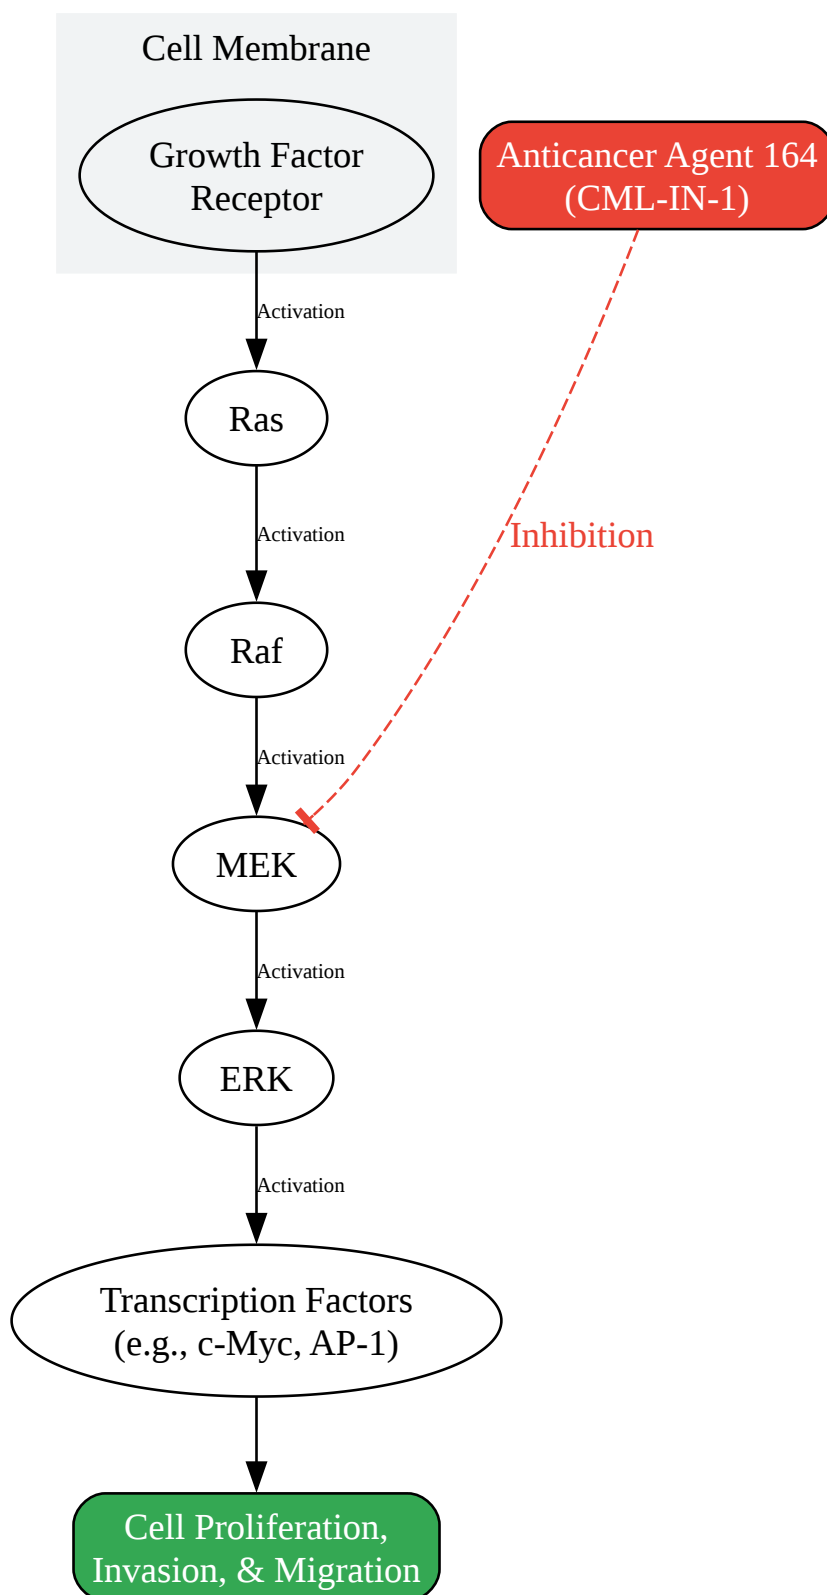 Cell Membrane
Growth Factor
Receptor
Anticancer Agent 164
(CML-IN-1)
Activation
Ras
Activation
Inhibition
Raf
Activation
MEK
Activation
ERK
Activation
Transcription Factors
(e.g., c-Myc, AP-1)
Cell Proliferation,
Invasion, & Migration